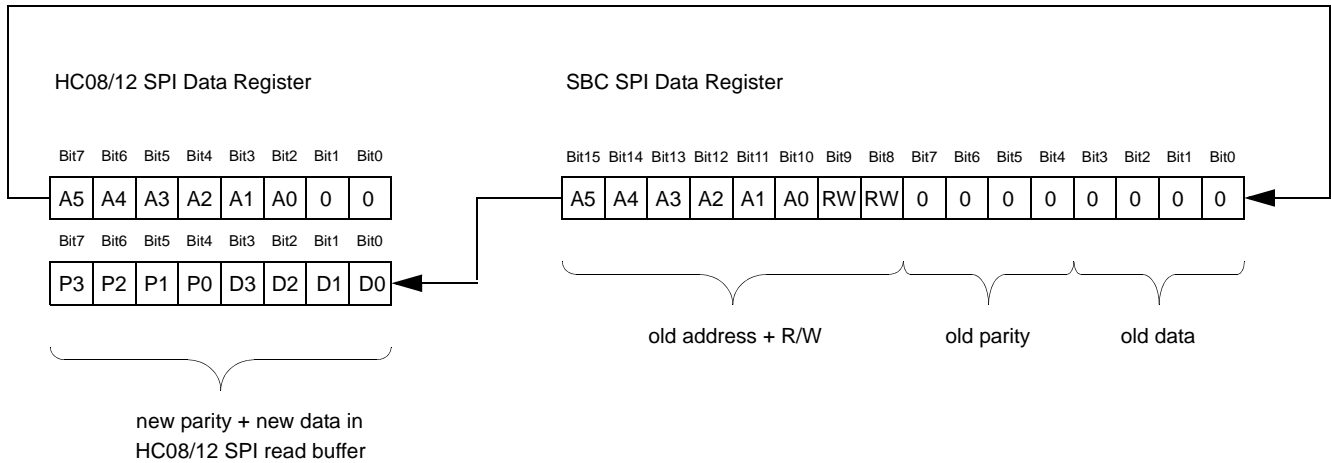 HC08/12 SPI Data Register
SBC SPI Data Register
Bit7 Bit6 Bit5 Bit4 Bit3 Bit2 Bit1 Bit0
Bit15 Bit14 Bit13 Bit12 Bit11 Bit10 Bit9 Bit8 Bit7 Bit6 Bit5 Bit4 Bit3 Bit2 Bit1 Bit0
A5 A4 A3 A2 A1 A0 0 0
A5 A4 A3 A2 A1 A0 RW RW 0 0 0 0 0 0 0 0
Bit7 Bit6 Bit5 Bit4 Bit3 Bit2 Bit1 Bit0
P3 P2 P1 P0 D3 D2 D1 D0
old address + R/W
old parity
old data
new parity + new data in
HC08/12 SPI read buffer